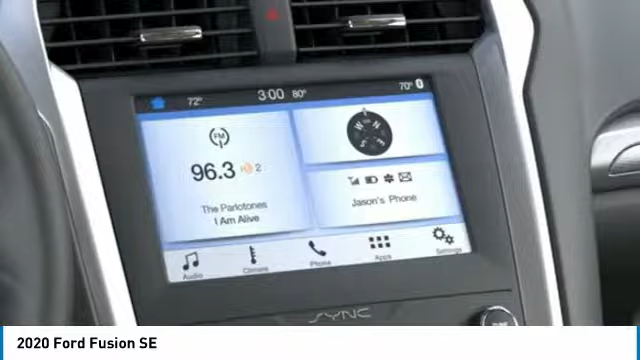 72° 3:00 80° 70°
FM
96.3 HD 2
The Parlotones
I Am Alive
N
W
S
E
Jason's Phone
Audio Climate Phone Apps Settings
SYNC
2020 Ford Fusion SE